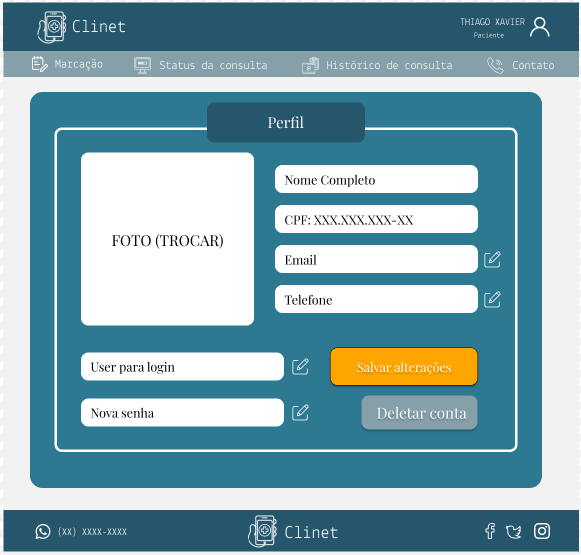 Clinet
THIAGO XAVIER
Paciente
Marcação
Status da consulta
Histórico de consulta
Contato
Perfil
FOTO (TROCAR)
Nome Completo
CPF: XXX.XXX.XXX-XX
Email
Telefone
User para login
Salvar alterações
Nova senha
Deletar conta
(XX) XXXX-XXXX
Clinet